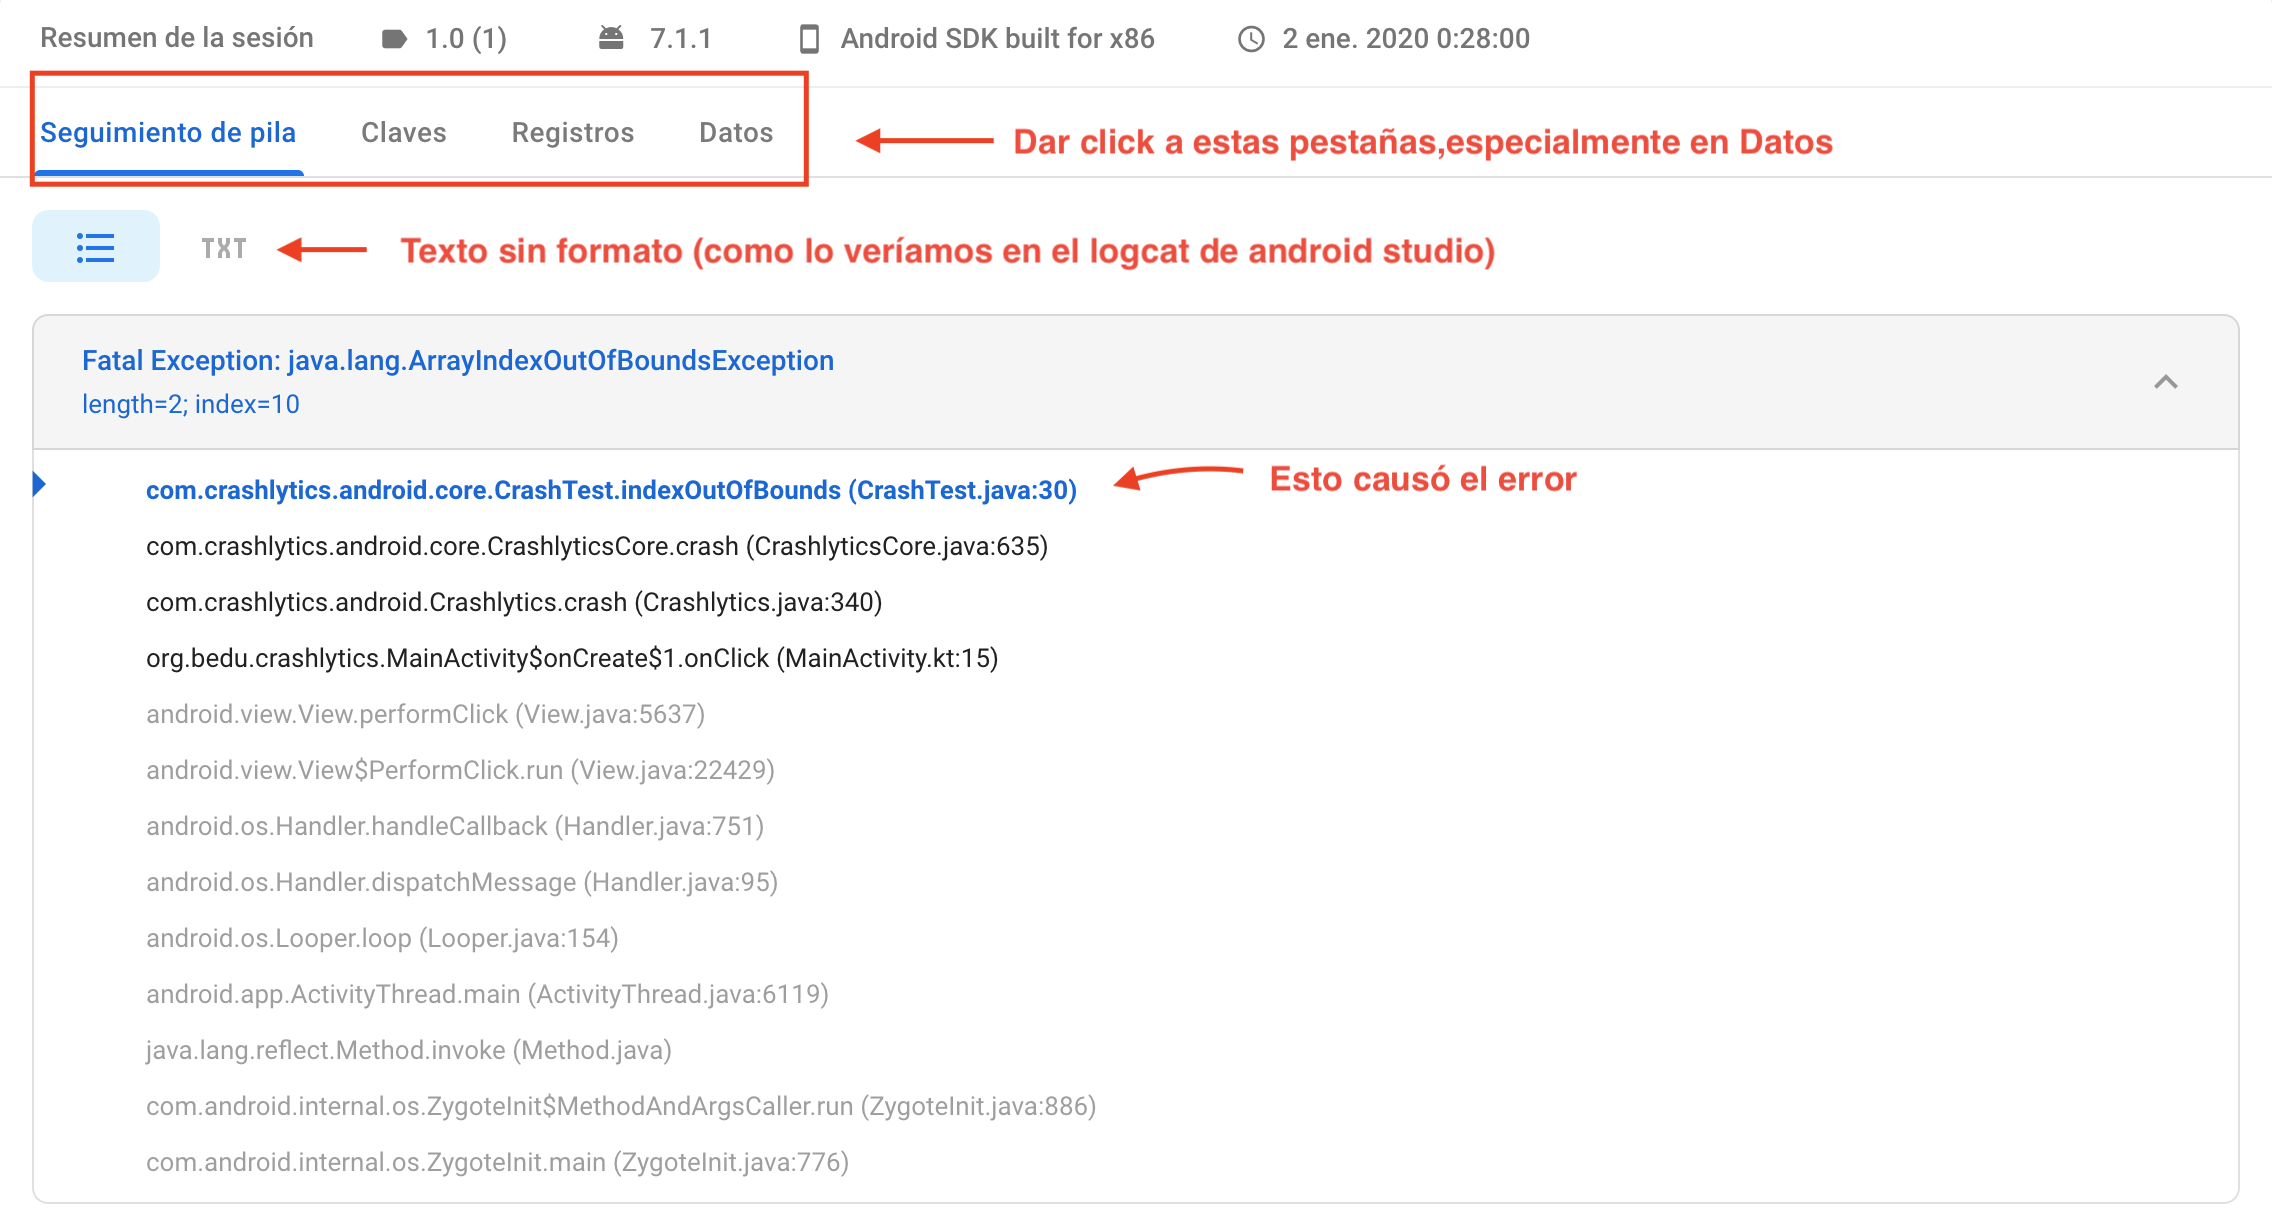 Resumen de la sesión 1.0 (1) 7.1.1 Android SDK built for x86 2 ene. 2020 0:28:00
Seguimiento de pila Claves Registros Datos Dar click a estas pestañas,especialmente en Datos
TXT Texto sin formato (como lo veríamos en el logcat de android studio)
Fatal Exception: java.lang.ArrayIndexOutOfBoundsException
length=2; index=10
com.crashlytics.android.core.CrashTest.indexOutOfBounds (CrashTest.java:30) Esto causó el error
com.crashlytics.android.core.CrashlyticsCore.crash (CrashlyticsCore.java:635)
com.crashlytics.android.Crashlytics.crash (Crashlytics.java:340)
org.bedu.crashlytics.MainActivity$onCreate$1.onClick (MainActivity.kt:15)
android.view.View.performClick (View.java:5637)
android.view.View$PerformClick.run (View.java:22429)
android.os.Handler.handleCallback (Handler.java:751)
android.os.Handler.dispatchMessage (Handler.java:95)
android.os.Looper.loop (Looper.java:154)
android.app.ActivityThread.main (ActivityThread.java:6119)
java.lang.reflect.Method.invoke (Method.java)
com.android.internal.os.ZygoteInit$MethodAndArgsCaller.run (ZygoteInit.java:886)
com.android.internal.os.ZygoteInit.main (ZygoteInit.java:776)